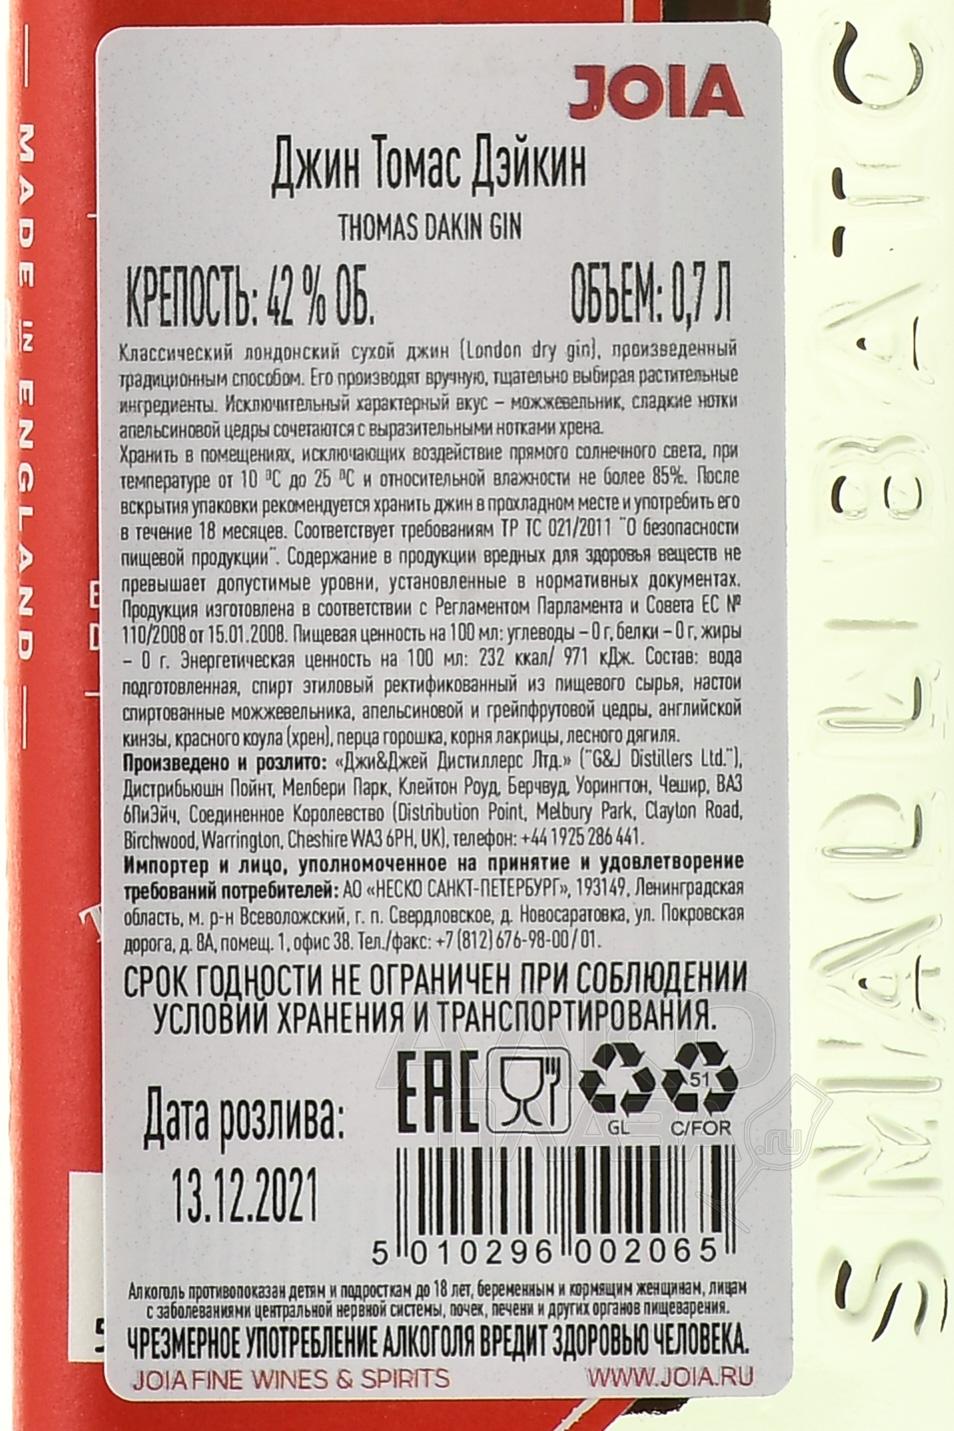 JOIA
Джин Томас Дэйкин
THOMAS DAKIN GIN
КРЕПОСТЬ: 42 % ОБ. ОБЪЕМ: 0,7 Л
Классический лондонский сухой джин (London dry gin), произведенный
традиционным способом. Его производят вручную, тщательно выбирая растительные
ингредиенты. Исключительный характерный вкус – можжевельник, сладкие нотки
апельсиновой цедры сочетаются с выразительными нотками хрена.
Хранить в помещениях, исключающих воздействие прямого солнечного света, при
температуре от 10 ºС до 25 ºС и относительной влажности не более 85%. После
вскрытия упаковки рекомендуется хранить джин в прохладном месте и употребить его
в течение 18 месяцев. Соответствует требованиям ТР ТС 021/2011 "О безопасности
пищевой продукции". Содержание в продукции вредных для здоровья веществ не
превышает допустимые уровни, установленные в нормативных документах.
Продукция изготовлена в соответствии с Регламентом Парламента и Совета ЕС №
110/2008 от 15.01.2008. Пищевая ценность на 100 мл: углеводы – 0 г, белки – 0 г, жиры
– 0 г. Энергетическая ценность на 100 мл: 232 ккал/ 971 кДж. Состав: вода
подготовленная, спирт этиловый ректификованный из пищевого сырья, настои
спиртованные можжевельника, апельсиновой и грейпфрутовой цедры, английской
кинзы, красного коула (хрен), перца горошка, корня лакрицы, лесного дягиля.
Произведено и розлито: «Джи&Джей Дистиллерс Лтд.» ("G&J Distillers Ltd."),
Дистрибьюшн Пойнт, Мелбери Парк, Клейтон Роуд, Берчвуд, Уорингтон, Чешир, ВА3
6ПиЭйч, Соединенное Королевство (Distribution Point, Melbury Park, Clayton Road,
Birchwood, Warrington, Cheshire WA3 6PH, UK), телефон: +44 1925 286 441.
Импортер и лицо, уполномоченное на принятие и удовлетворение
требований потребителей: АО «НЕСКО САНКТ-ПЕТЕРБУРГ», 193149, Ленинградская
область, м. р-н Всеволожский, г. п. Свердловское, д. Новосаратовка, ул. Покровская
дорога, д. 8А, помещ. 1, офис 38. Тел./факс: +7 (812) 676-98-00/ 01.
СРОК ГОДНОСТИ НЕ ОГРАНИЧЕН ПРИ СОБЛЮДЕНИИ
УСЛОВИЙ ХРАНЕНИЯ И ТРАНСПОРТИРОВАНИЯ.
Дата розлива:
13.12.2021
EAC
51
GL C/FOR
5 010296 002065
Алкоголь противопоказан детям и подросткам до 18 лет, беременным и кормящим женщинам, лицам
с заболеваниями центральной нервной системы, почек, печени и других органов пищеварения.
ЧРЕЗМЕРНОЕ УПОТРЕБЛЕНИЕ АЛКОГОЛЯ ВРЕДИТ ЗДОРОВЬЮ ЧЕЛОВЕКА.
JOIA FINE WINES & SPIRITS WWW.JOIA.RU
MADE IN ENGLAND